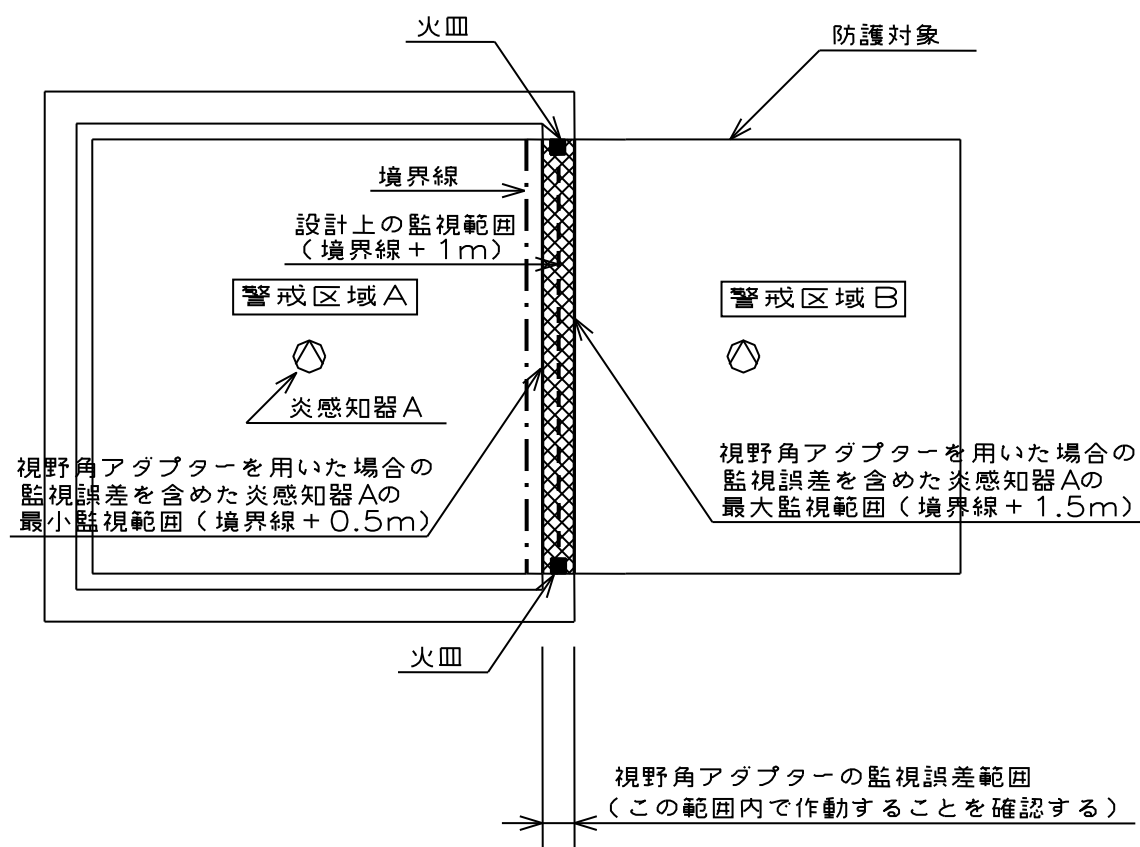 火皿
防護対象
境界線
設計上の監視範囲
（境界線＋1m）
警戒区域A
警戒区域B
炎感知器A
視野角アダプターを用いた場合の
監視誤差を含めた炎感知器Aの
最小監視範囲（境界線＋0.5m）
視野角アダプターを用いた場合の
監視誤差を含めた炎感知器Aの
最大監視範囲（境界線＋1.5m）
火皿
視野角アダプターの監視誤差範囲
（この範囲内で作動することを確認する）